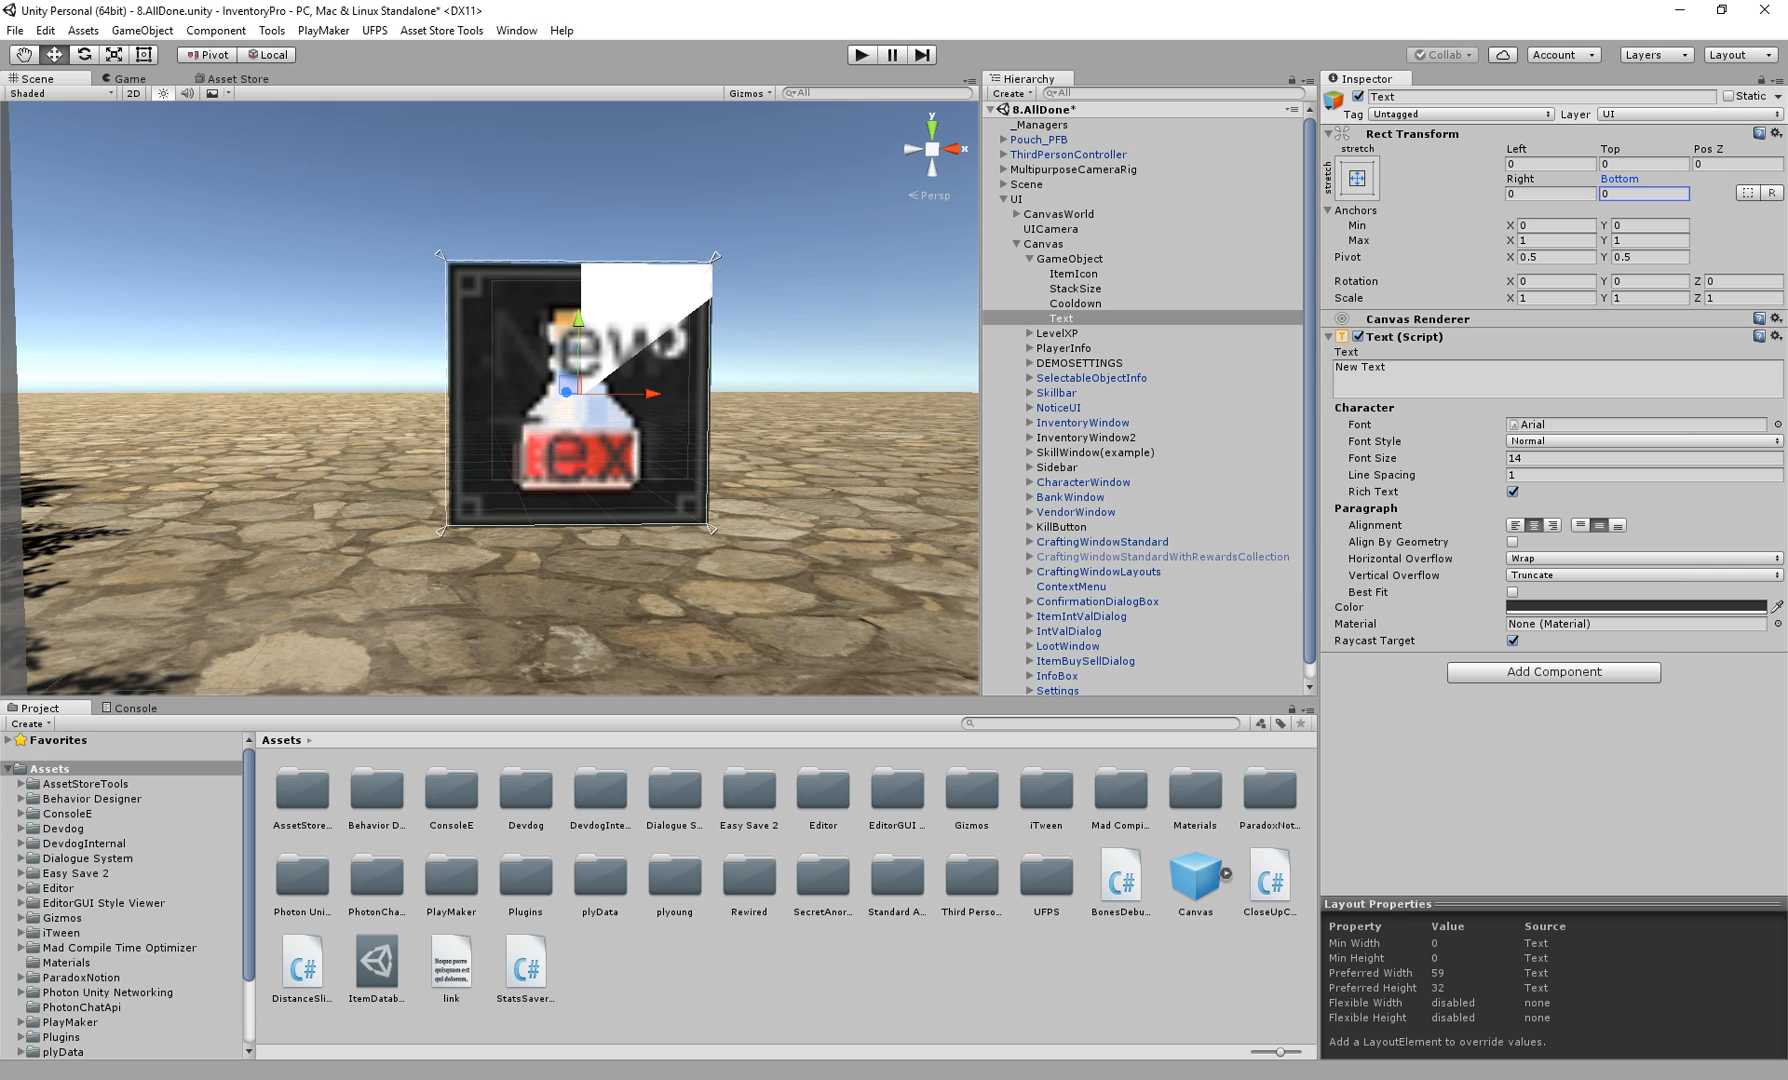 Unity Personal (64bit) - 8.AllDone.unity - InventoryPro - PC, Mac & Linux Standalone* <DX11>
File Edit Assets GameObject Component Tools PlayMaker UFPS Asset Store Tools Window Help
Pivot Local Collab Account Layers Layout
Scene Game Asset Store
Shaded 2D Gizmos All
y
x
Persp
New
ex
Hierarchy
Create All
8.AllDone*
_Managers
Pouch_PFB
ThirdPersonController
MultipurposeCameraRig
Scene
UI
CanvasWorld
UICamera
Canvas
GameObject
ItemIcon
StackSize
Cooldown
Text
LevelXP
PlayerInfo
DEMOSETTINGS
SelectableObjectInfo
Skillbar
NoticeUI
InventoryWindow
InventoryWindow2
SkillWindow(example)
Sidebar
CharacterWindow
BankWindow
VendorWindow
KillButton
CraftingWindowStandard
CraftingWindowStandardWithRewardsCollection
CraftingWindowLayouts
ContextMenu
ConfirmationDialogBox
ItemIntValDialog
IntValDialog
LootWindow
ItemBuySellDialog
InfoBox
Settings
Inspector
Text Static
Tag Untagged Layer UI
Rect Transform
stretch Left Top Pos Z
stretch 0 0 0
Right Bottom
0 0 R
Anchors
Min X 0 Y 0
Max X 1 Y 1
Pivot X 0.5 Y 0.5
Rotation X 0 Y 0 Z 0
Scale X 1 Y 1 Z 1
Canvas Renderer
Text (Script)
Text
New Text
Character
Font Arial
Font Style Normal
Font Size 14
Line Spacing 1
Rich Text
Paragraph
Alignment
Align By Geometry
Horizontal Overflow Wrap
Vertical Overflow Truncate
Best Fit
Color
Material None (Material)
Raycast Target
Add Component
Layout Properties
Property Value Source
Min Width 0 Text
Min Height 0 Text
Preferred Width 59 Text
Preferred Height 32 Text
Flexible Width disabled none
Flexible Height disabled none
Add a LayoutElement to override values.
Project Console
Create
Favorites
Assets
AssetStoreTools
Behavior Designer
ConsoleE
Devdog
DevdogInternal
Dialogue System
Easy Save 2
Editor
EditorGUI Style Viewer
Gizmos
iTween
Mad Compile Time Optimizer
Materials
ParadoxNotion
Photon Unity Networking
PhotonChatApi
PlayMaker
Plugins
plyData
Assets
AssetStore... Behavior D... ConsoleE Devdog DevdogInte... Dialogue S... Easy Save 2 Editor EditorGUI ... Gizmos iTween Mad Compi... Materials ParadoxNot...
C# C#
Photon Uni... PhotonCha... PlayMaker Plugins plyData plyoung Rewired SecretAnor... Standard A... Third Perso... UFPS BonesDebu... Canvas CloseUpC...
C# Neque porro quisquam est qui dolorem. C#
DistanceSli... ItemDatab... link StatsSaver...